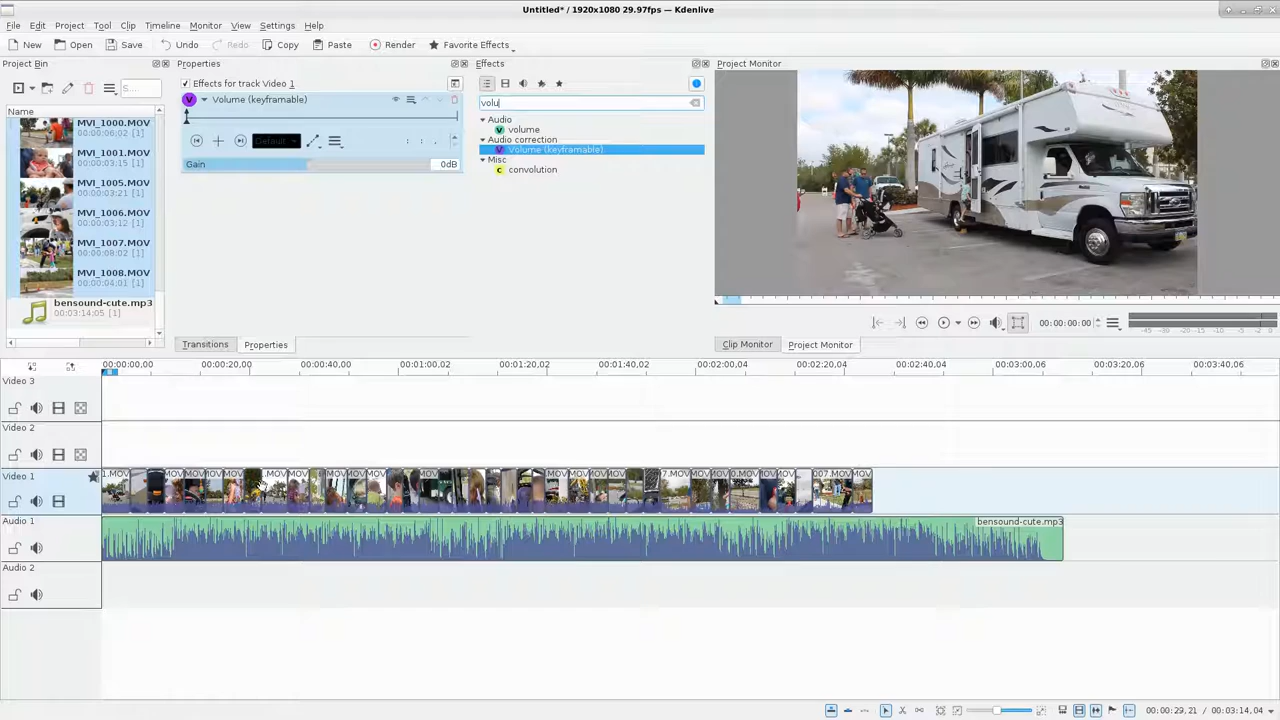 Untitled* / 1920x1080 29.97fps — Kdenlive
File Edit Project Tool Clip Timeline Monitor View Settings Help
New Open Save Undo Redo Copy Paste Render Favorite Effects
Project Bin
Properties
Effects
Project Monitor
Effects for track Video 1
Name
MVI_1000.MOV
00:00:06;02 [1]
MVI_1001.MOV
00:00:03;15 [1]
MVI_1005.MOV
00:00:03;21 [1]
MVI_1006.MOV
00:00:03;12 [1]
MVI_1007.MOV
00:00:08;02 [1]
MVI_1008.MOV
00:00:04;01 [1]
bensound-cute.mp3
00:03:14;05 [1]
Volume (keyframable)
Default
Gain 0dB
volu
Audio
volume
Audio correction
Volume (keyframable)
Misc
convolution
00:00:00;00
-45 -30 -20 -15 -10 -5 -2 0
Transitions Properties
Clip Monitor Project Monitor
00:00:00,00 00:00:20,00 00:00:40,00 00:01:00,02 00:01:20,02 00:01:40,02 00:02:00,04 00:02:20,04 00:02:40,04 00:03:00,06 00:03:20,06 00:03:40,06
Video 3
Video 2
Video 1
Audio 1
bensound-cute.mp3
Audio 2
00:00:29,21 / 00:03:14,04